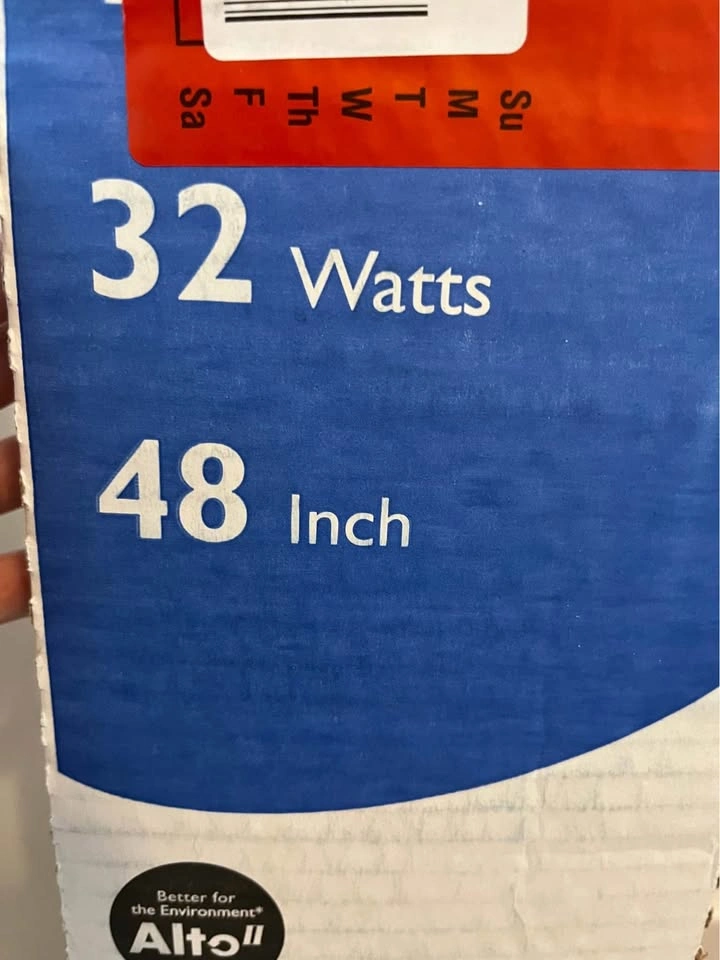 Su M T W Th F Sa
32 Watts
48 Inch
Better for
the Environment*
Alto II